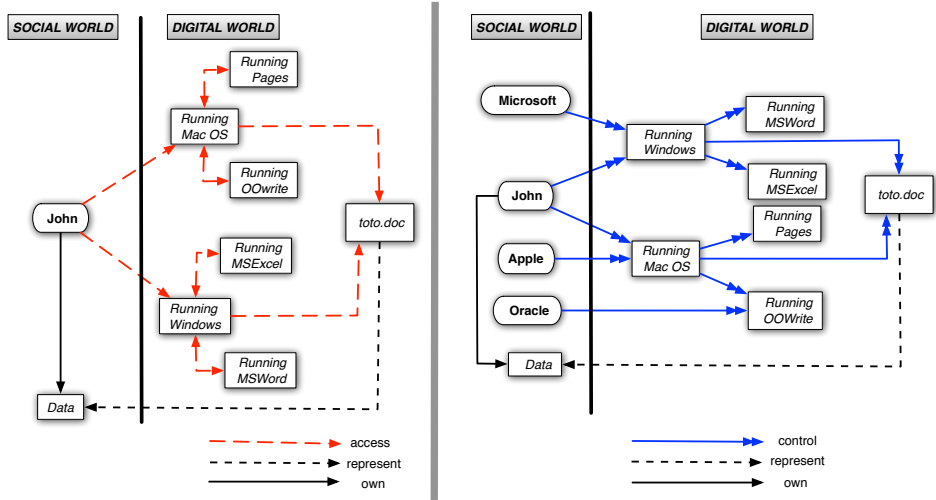 SOCIAL WORLD
DIGITAL WORLD
Running
Pages
Running
Mac OS
Running
OOwrite
John
toto.doc
Running
MSExcel
Running
Windows
Running
MSWord
Data
access
represent
own
SOCIAL WORLD
DIGITAL WORLD
Microsoft
Running
MSWord
Running
Windows
Running
MSExcel
John
toto.doc
Running
Pages
Apple
Running
Mac OS
Oracle
Running
OOWrite
Data
control
represent
own